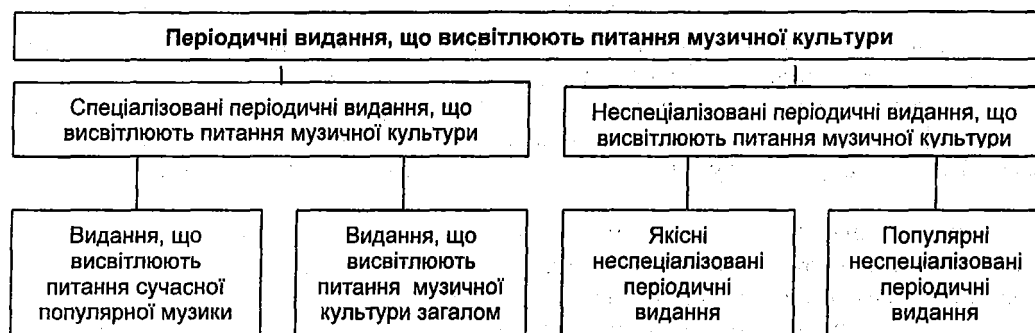 Періодичні видання, що висвітлюють питання музичної культури
Спеціалізовані періодичні видання, що
висвітлюють питання музичної культури
Неспеціалізовані періодичні видання, що
висвітлюють питання музичної культури
Видання, що
висвітлюють
питання сучасної
популярної музики
Видання, що
висвітлюють
питання музичної
культури загалом
Якісні
неспеціалізовані
періодичні
видання
Популярні
неспеціалізовані
періодичні
видання